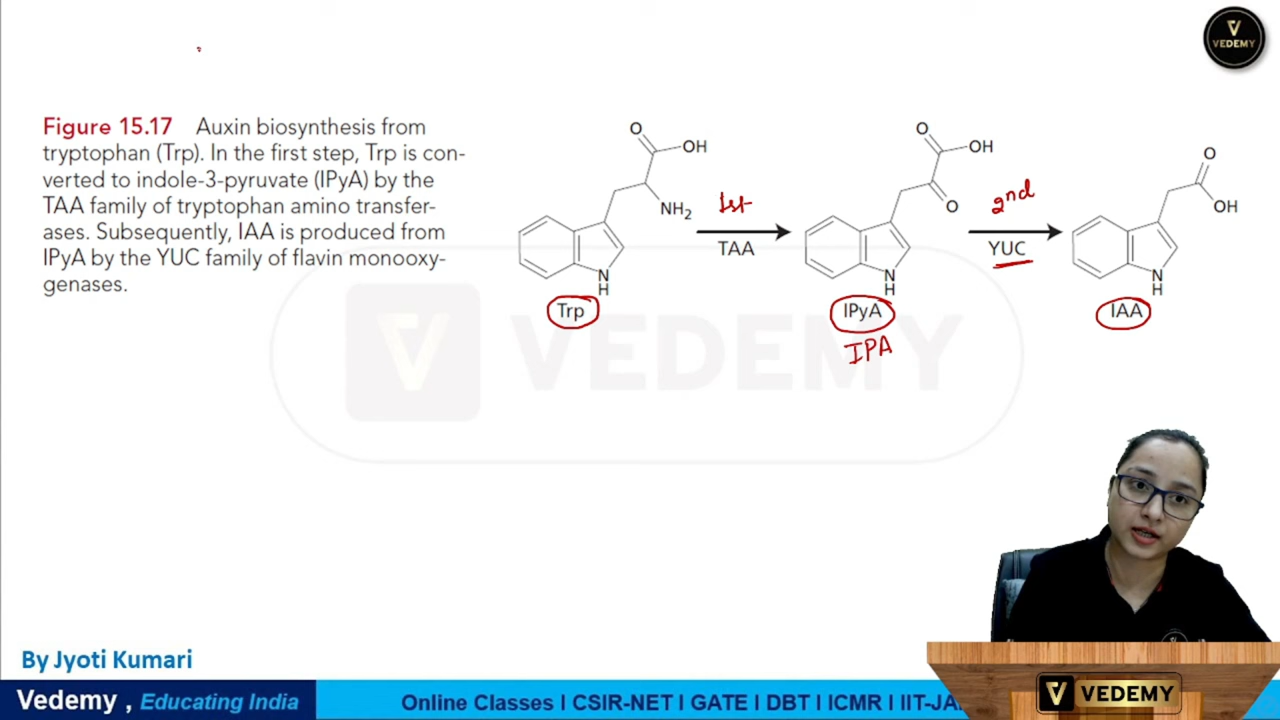 VEDEMY
Figure 15.17 Auxin biosynthesis from
tryptophan (Trp). In the first step, Trp is con-
verted to indole-3-pyruvate (IPyA) by the
TAA family of tryptophan amino transfer-
ases. Subsequently, IAA is produced from
IPyA by the YUC family of flavin monooxy-
genases.
O
OH
NH2
N
H
Trp
1st
TAA
O
OH
O
N
H
IPyA
IPA
2nd
YUC
O
OH
N
H
IAA
VEDEMY
By Jyoti Kumari
Vedemy , Educating India
Online Classes I CSIR-NET I GATE I DBT I ICMR I IIT-JA
VEDEMY